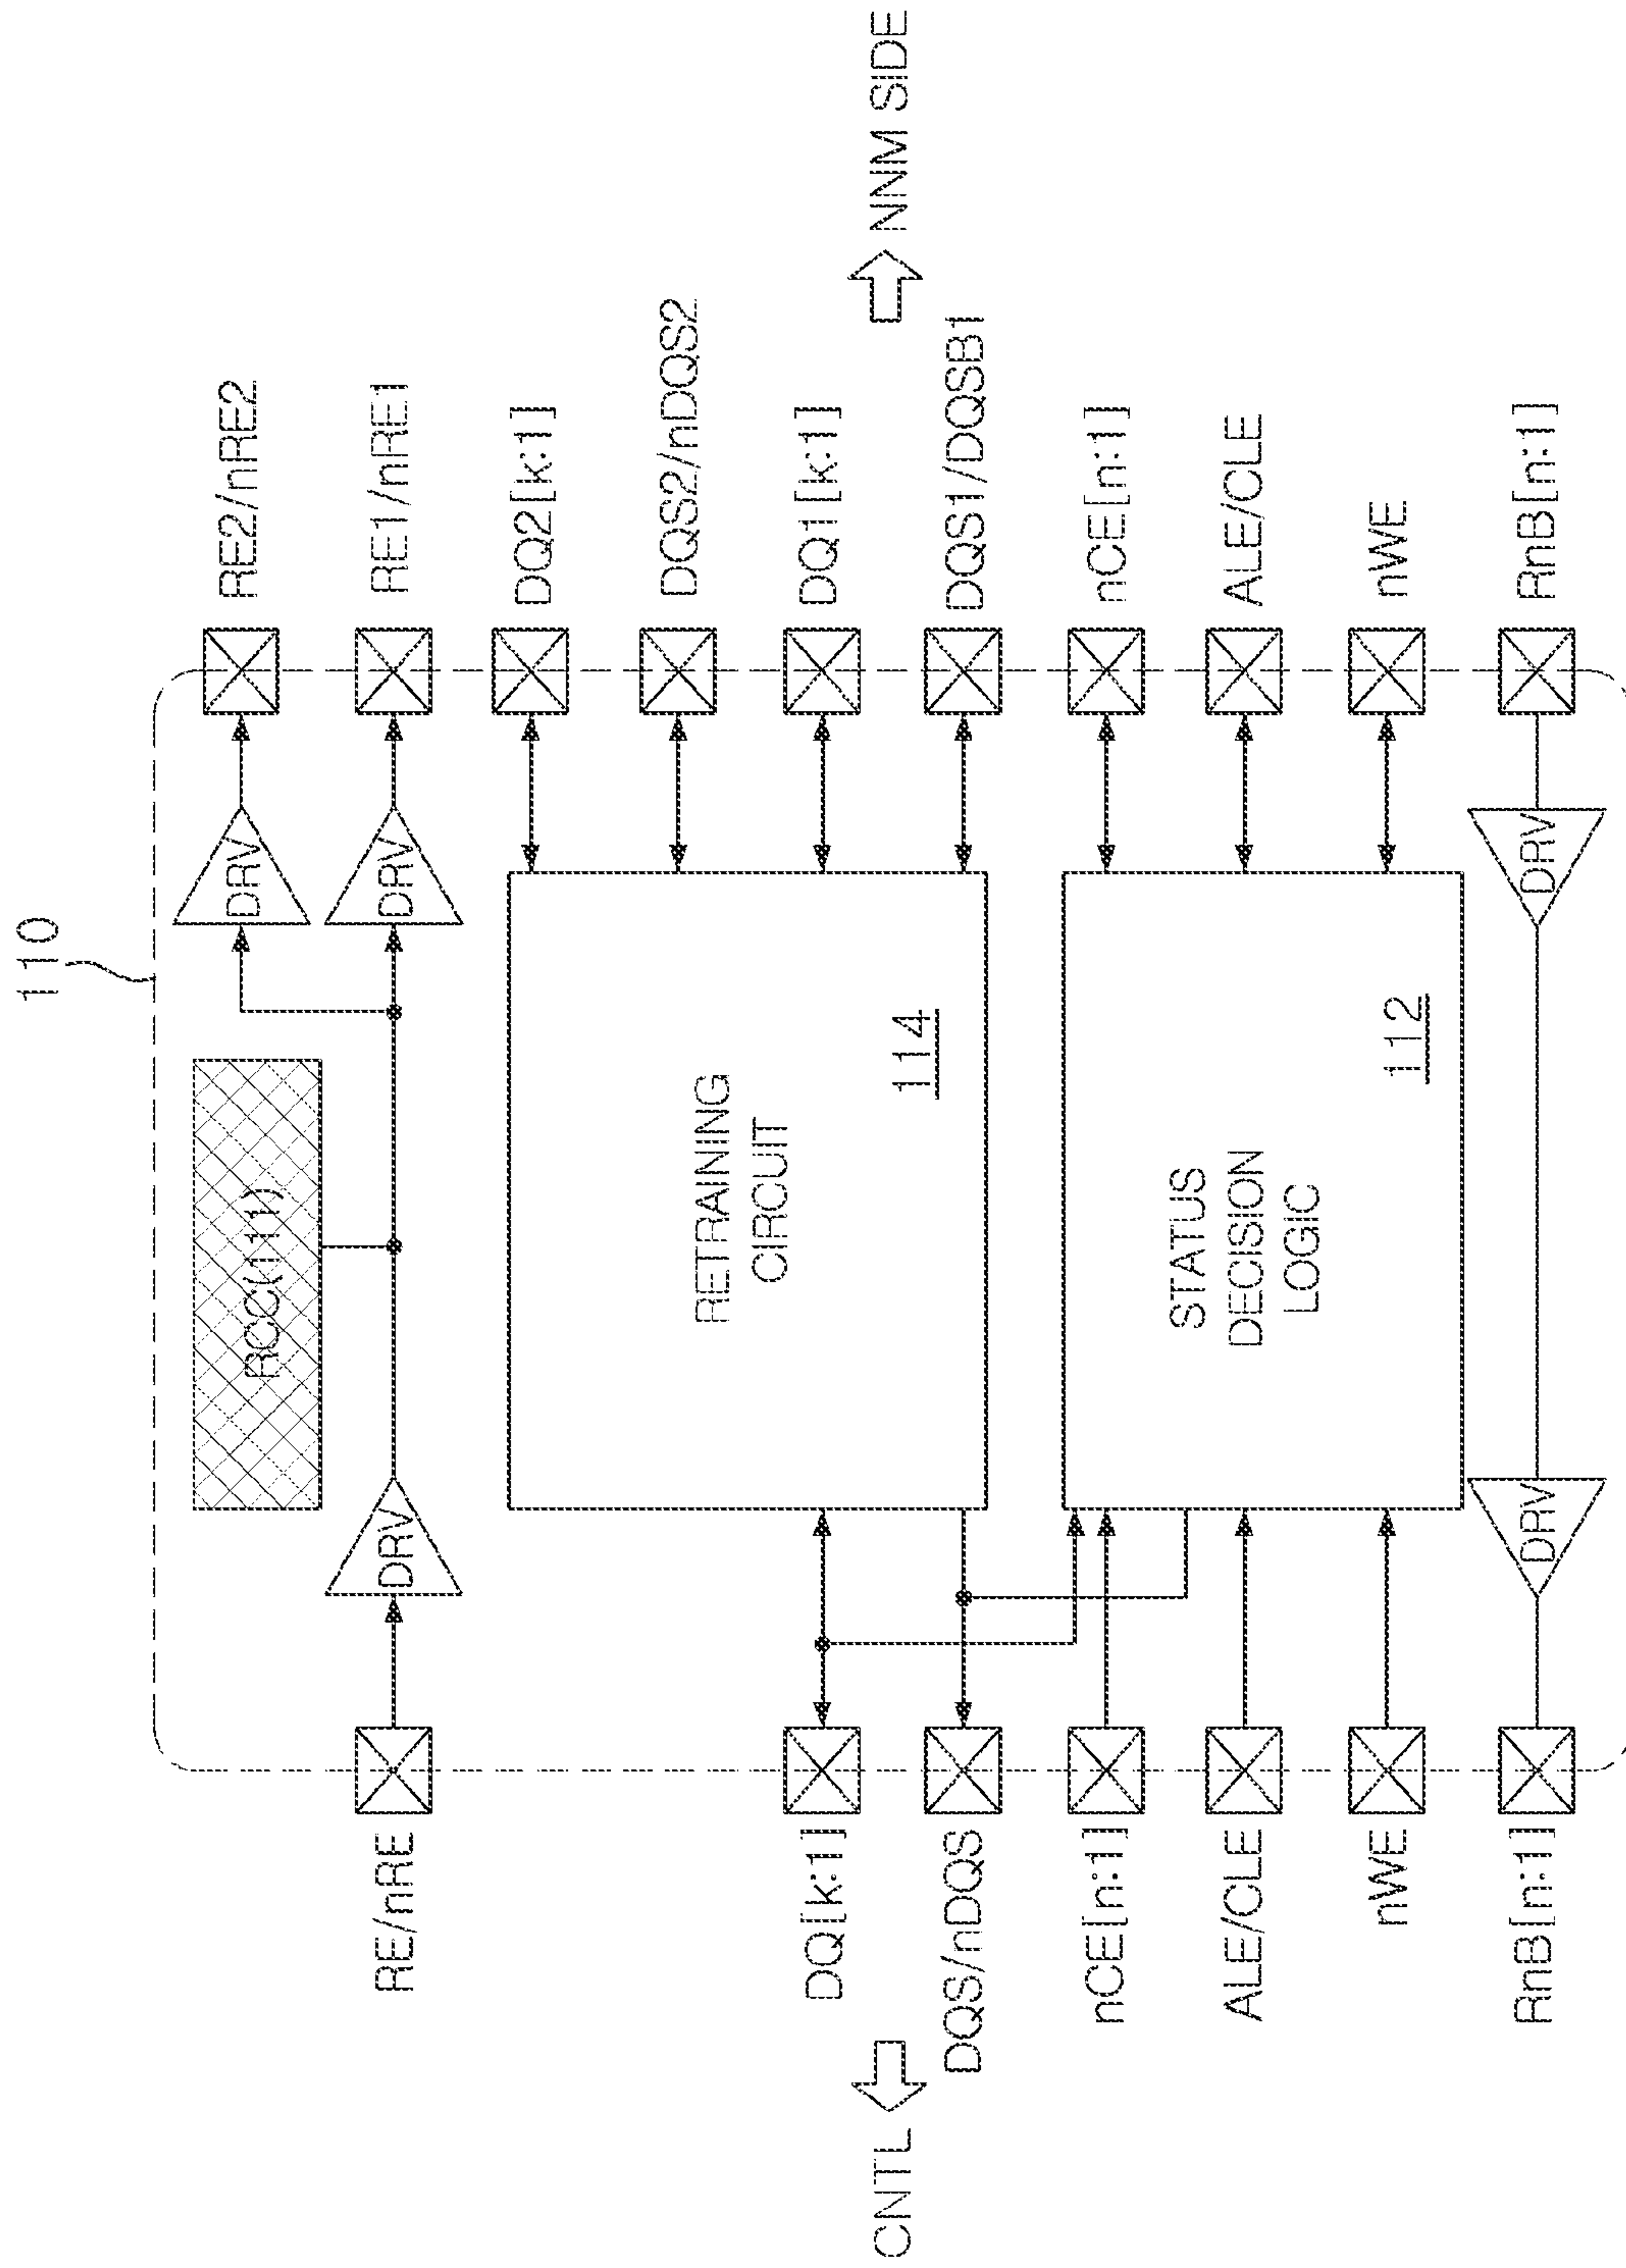 110
RE/nRE
DRV
RCC(111)
DRV
DRV
RE2/nRE2
RE1/nRE1
RETRAINING
CIRCUIT
114
DQ2[k:1]
DQS2/nDQS2
DQ1[k:1]
DQS1/DQSB1
DQ[k:1]
DQS/nDQS
CNTL
NNM SIDE
STATUS
DECISION
LOGIC
112
nCE[n:1]
ALE/CLE
nWE
nCE[n:1]
ALE/CLE
nWE
RnB[n:1]
DRV
DRV
RnB[n:1]